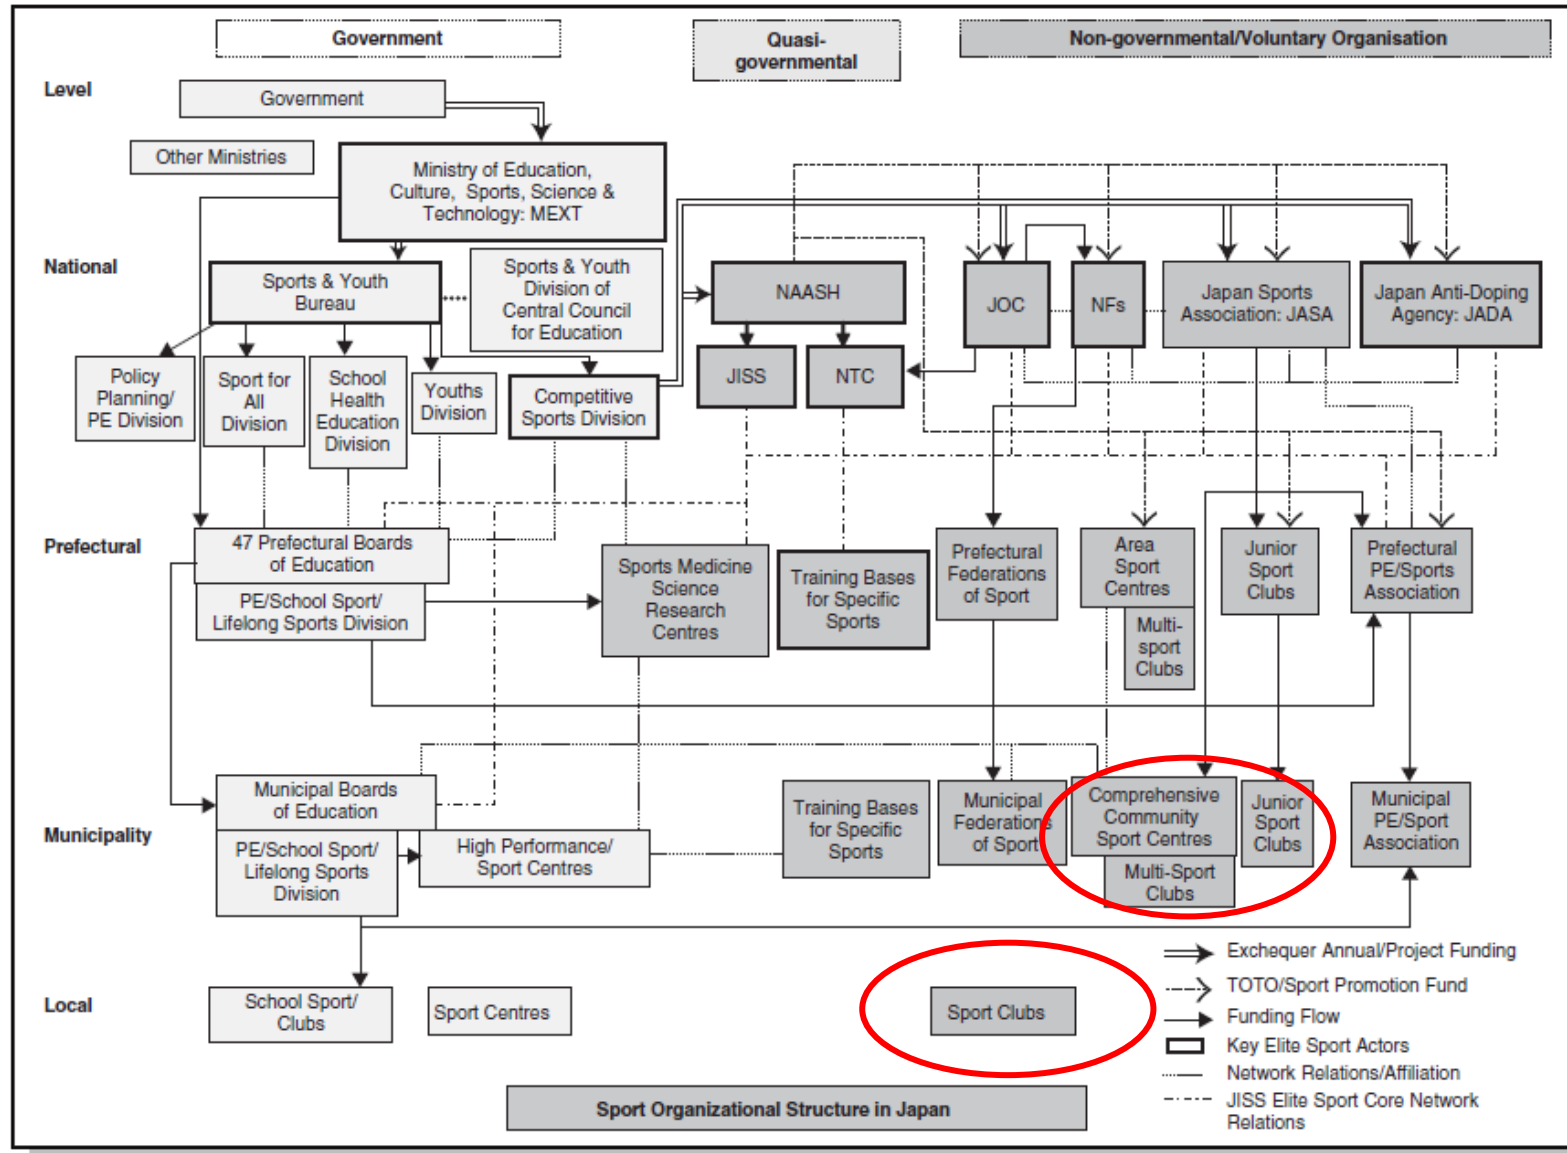 Government
Quasi-
governmental
Non-governmental/Voluntary Organisation
Level
Government
Other Ministries
Ministry of Education,
Culture, Sports, Science &
Technology: MEXT
National
Sports & Youth
Bureau
Sports & Youth
Division of
Central Council
for Education
NAASH
JOC
NFs
Japan Sports
Association: JASA
Japan Anti-Doping
Agency: JADA
Policy
Planning/
PE Division
Sport for
All
Division
School
Health
Education
Division
Youths
Division
Competitive
Sports Division
JISS
NTC
Prefectural
47 Prefectural Boards
of Education
PE/School Sport/
Lifelong Sports Division
Sports Medicine
Science
Research
Centres
Training Bases
for Specific
Sports
Prefectural
Federations
of Sport
Area
Sport
Centres
Multi-
sport
Clubs
Junior
Sport
Clubs
Prefectural
PE/Sports
Association
Municipality
Municipal Boards
of Education
PE/School Sport/
Lifelong Sports
Division
High Performance/
Sport Centres
Training Bases
for Specific
Sports
Municipal
Federations
of Sport
Comprehensive
Community
Sport Centres
Multi-Sport
Clubs
Junior
Sport
Clubs
Municipal
PE/Sport
Association
Local
School Sport/
Clubs
Sport Centres
Sport Clubs
Exchequer Annual/Project Funding
TOTO/Sport Promotion Fund
Funding Flow
Key Elite Sport Actors
Network Relations/Affiliation
JISS Elite Sport Core Network
Relations
Sport Organizational Structure in Japan